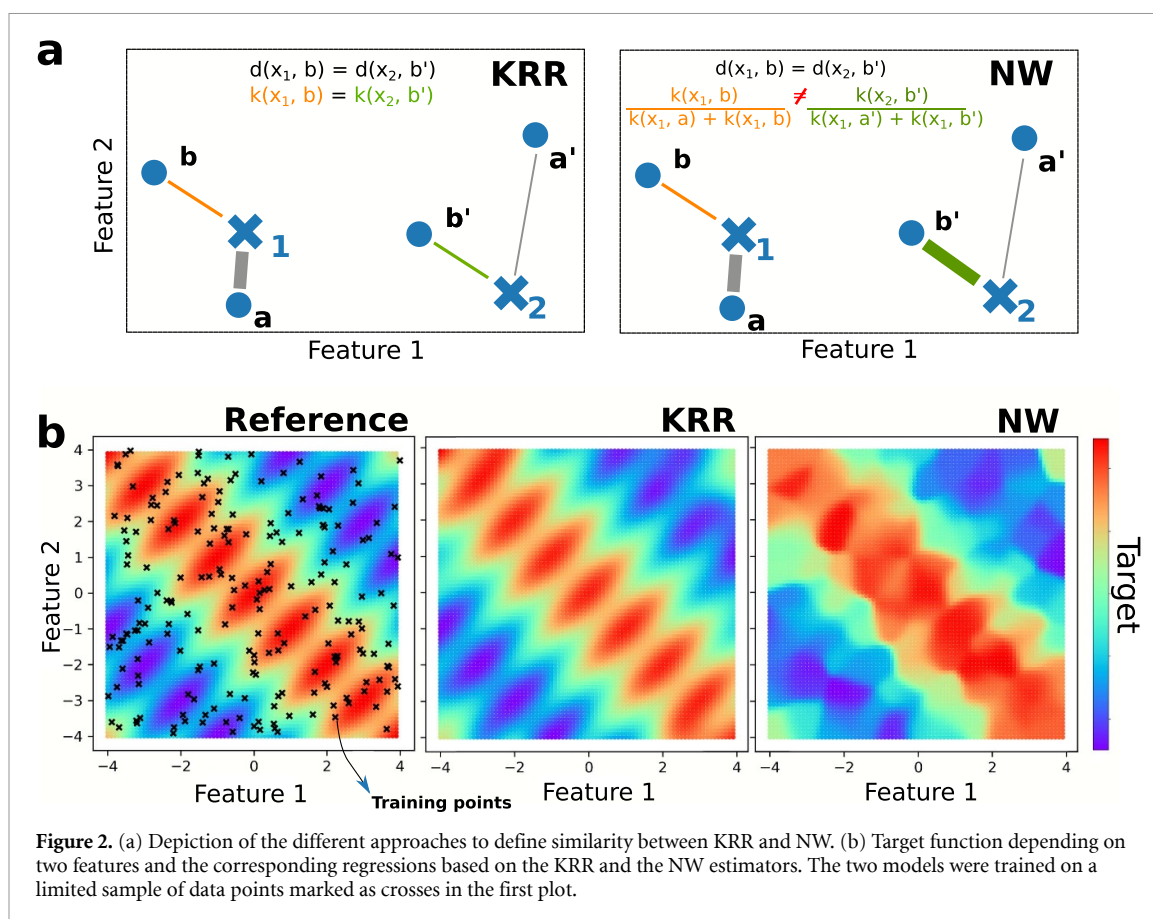 a
d(x₁, b) = d(x₂, b')
KRR
k(x₁, b) = k(x₂, b')
b
a'
b'
1
2
a
Feature 2
Feature 1
d(x₁, b) = d(x₂, b')
NW
k(x₁, b) ≠ k(x₂, b')
k(x₁, a) + k(x₁, b) k(x₁, a') + k(x₁, b')
b
a'
b'
1
2
a
Feature 1
b
Reference
KRR
NW
4
3
2
1
0
−1
−2
−3
−4
Feature 2
−4 −2 0 2 4
−4 −2 0 2 4
−4 −2 0 2 4
Feature 1
Feature 1
Feature 1
Training points
Target
Figure 2. (a) Depiction of the different approaches to define similarity between KRR and NW. (b) Target function depending on
two features and the corresponding regressions based on the KRR and the NW estimators. The two models were trained on a
limited sample of data points marked as crosses in the first plot.